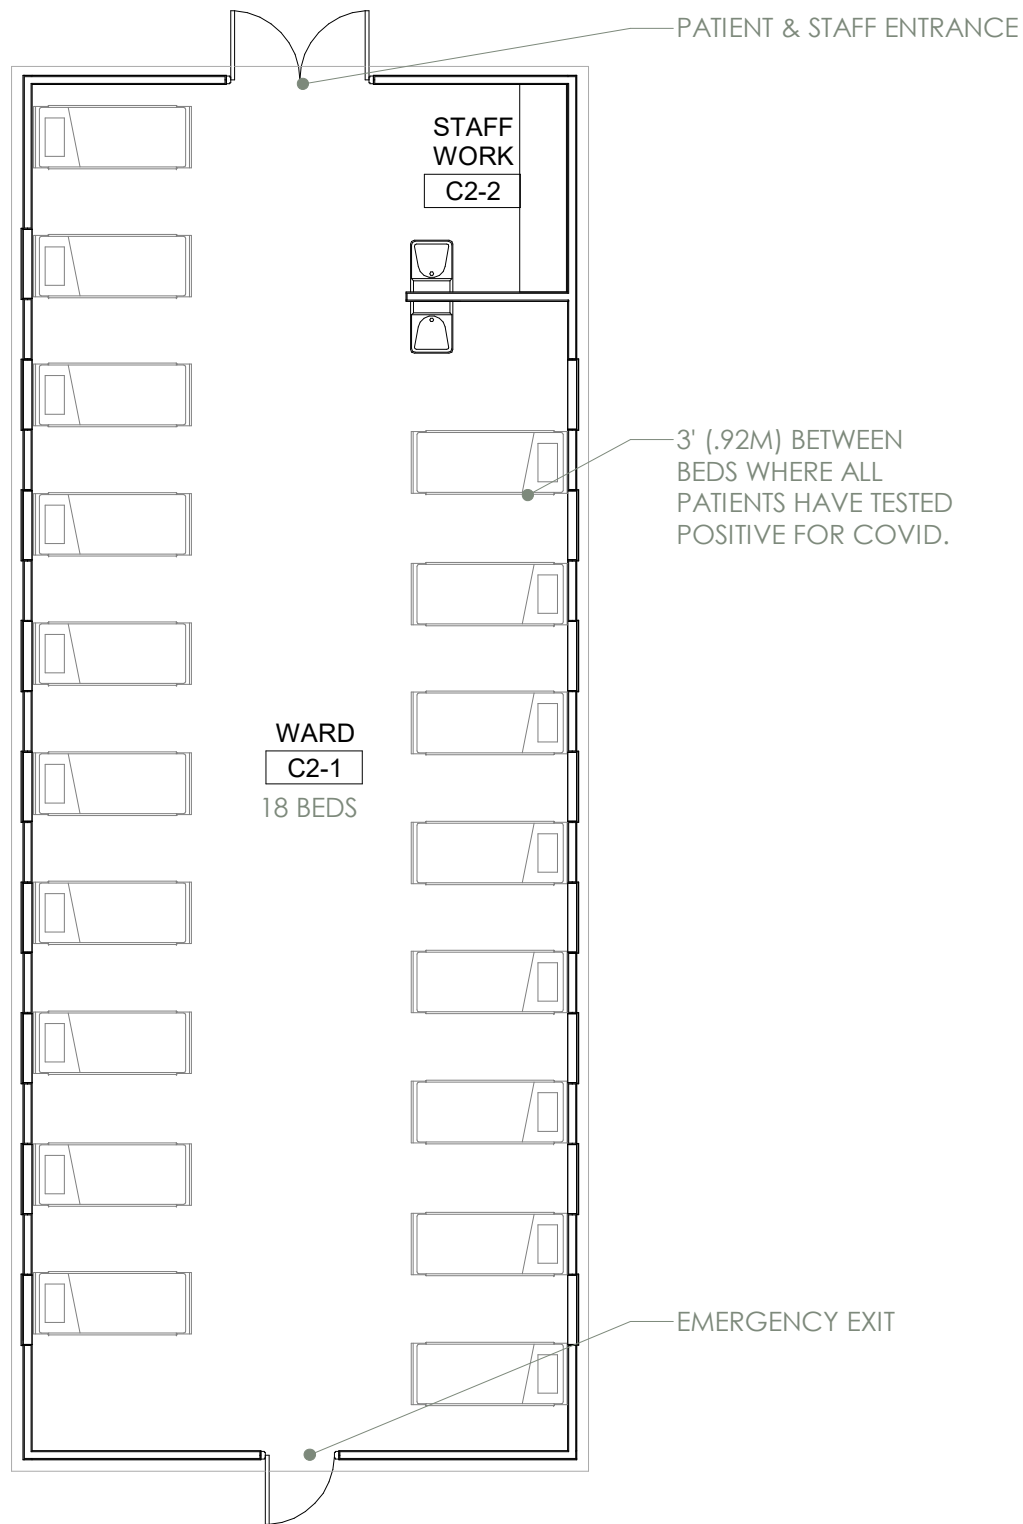 PATIENT & STAFF ENTRANCE
STAFF
WORK
C2-2
3' (.92M) BETWEEN
BEDS WHERE ALL
PATIENTS HAVE TESTED
POSITIVE FOR COVID.
WARD
C2-1
18 BEDS
EMERGENCY EXIT